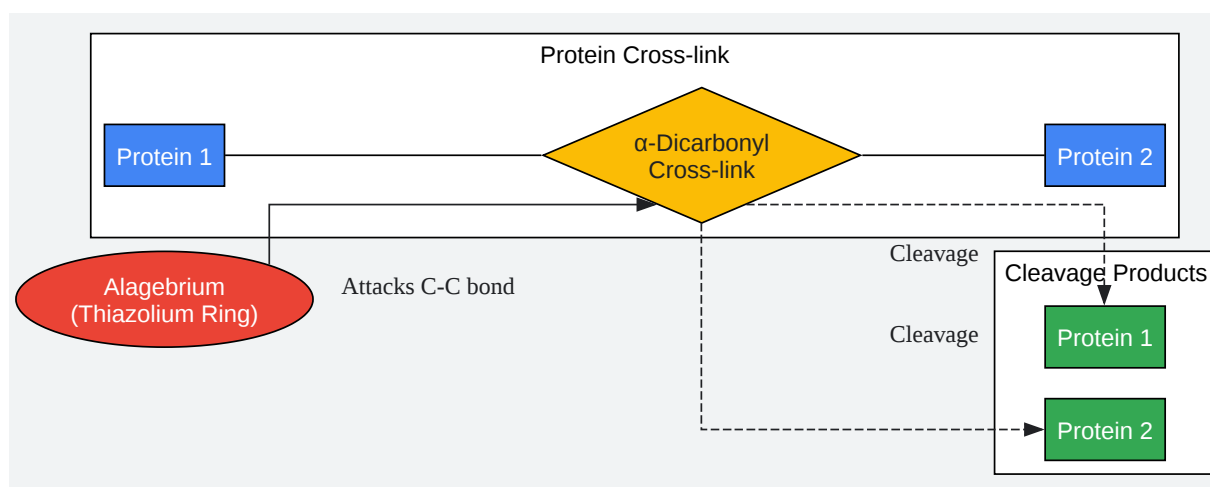 Protein Cross-link
Protein 1
α-Dicarbonyl
Cross-link
Protein 2
Alagebrium
(Thiazolium Ring)
Attacks C-C bond
Cleavage
Cleavage Products
Cleavage
Protein 1
Protein 2